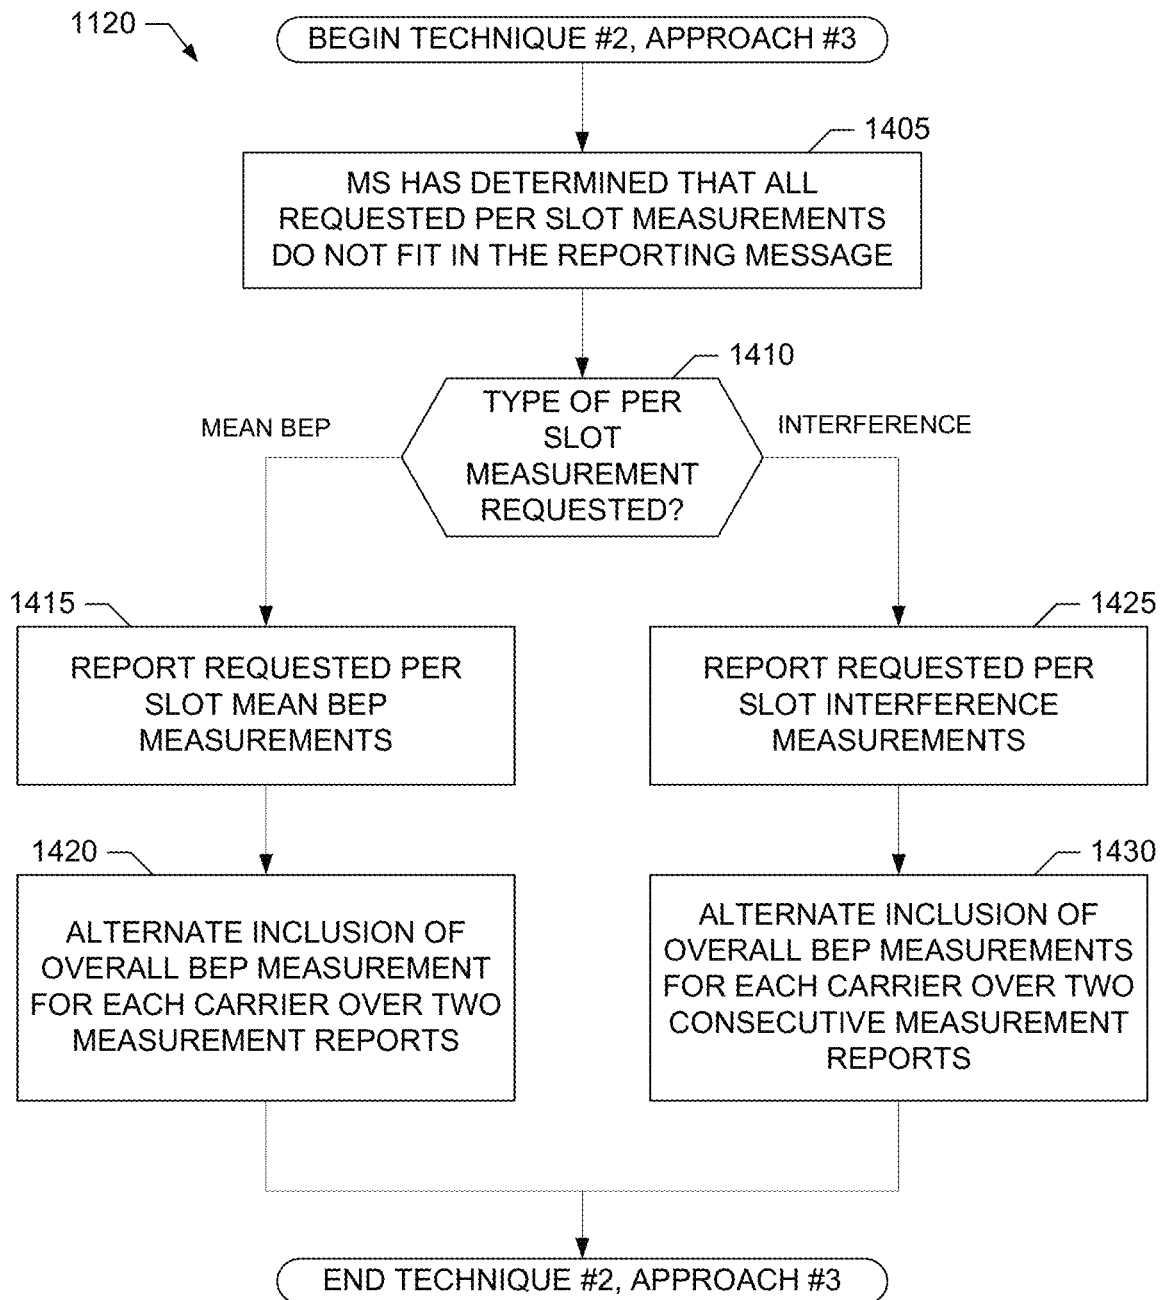 1120
BEGIN TECHNIQUE #2, APPROACH #3
1405
MS HAS DETERMINED THAT ALL
REQUESTED PER SLOT MEASUREMENTS
DO NOT FIT IN THE REPORTING MESSAGE
1410
TYPE OF PER
SLOT
MEASUREMENT
REQUESTED?
MEAN BEP
INTERFERENCE
1415
REPORT REQUESTED PER
SLOT MEAN BEP
MEASUREMENTS
1425
REPORT REQUESTED PER
SLOT INTERFERENCE
MEASUREMENTS
1420
ALTERNATE INCLUSION OF
OVERALL BEP MEASUREMENT
FOR EACH CARRIER OVER TWO
MEASUREMENT REPORTS
1430
ALTERNATE INCLUSION OF
OVERALL BEP MEASUREMENTS
FOR EACH CARRIER OVER TWO
CONSECUTIVE MEASUREMENT
REPORTS
END TECHNIQUE #2, APPROACH #3